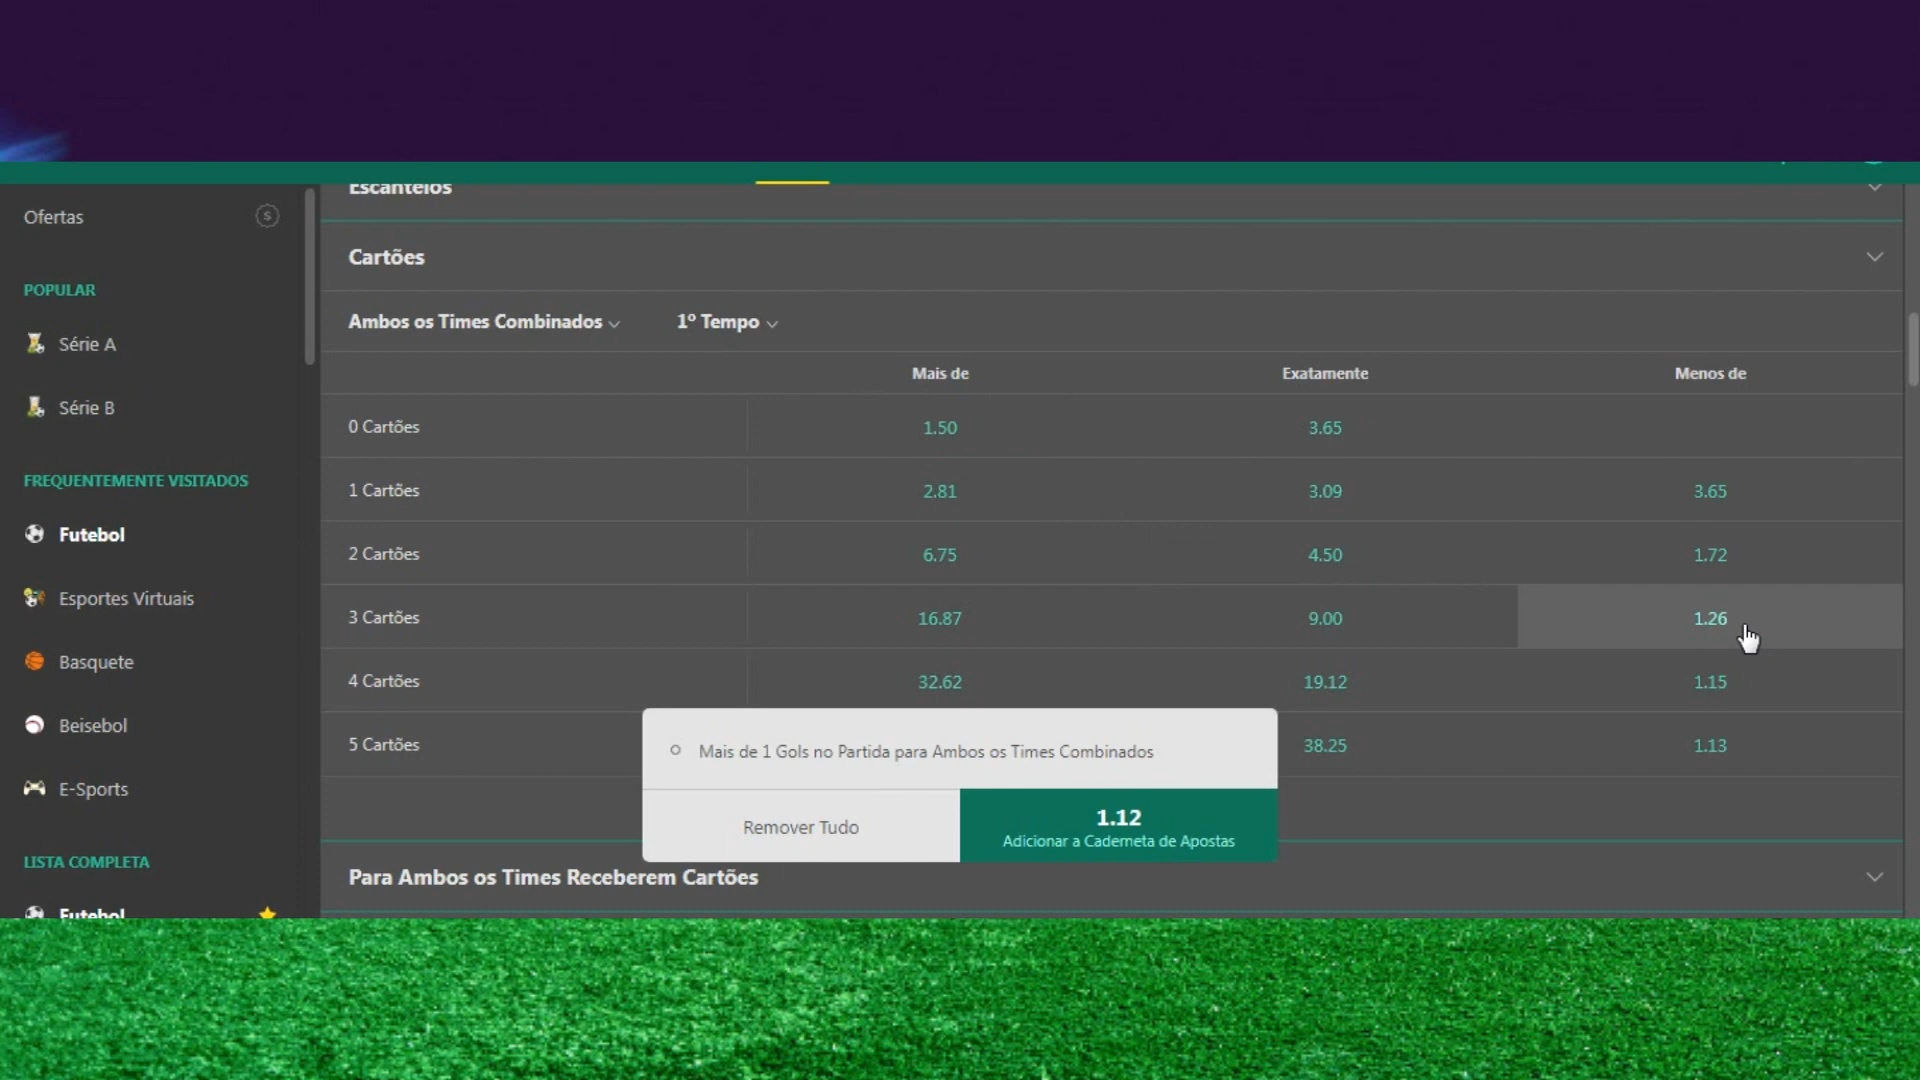 Escanteios
Ofertas
Cartões
POPULAR
Ambos os Times Combinados
1º Tempo
Série A
Mais de
Exatamente
Menos de
Série B
0 Cartões
1.50
3.65
FREQUENTEMENTE VISITADOS
1 Cartões
2.81
3.09
3.65
Futebol
2 Cartões
6.75
4.50
1.72
Esportes Virtuais
3 Cartões
16.87
9.00
1.26
Basquete
4 Cartões
32.62
19.12
1.15
Beisebol
5 Cartões
38.25
1.13
Mais de 1 Gols no Partida para Ambos os Times Combinados
E-Sports
Remover Tudo
1.12
Adicionar a Caderneta de Apostas
LISTA COMPLETA
Para Ambos os Times Receberem Cartões
Futebol